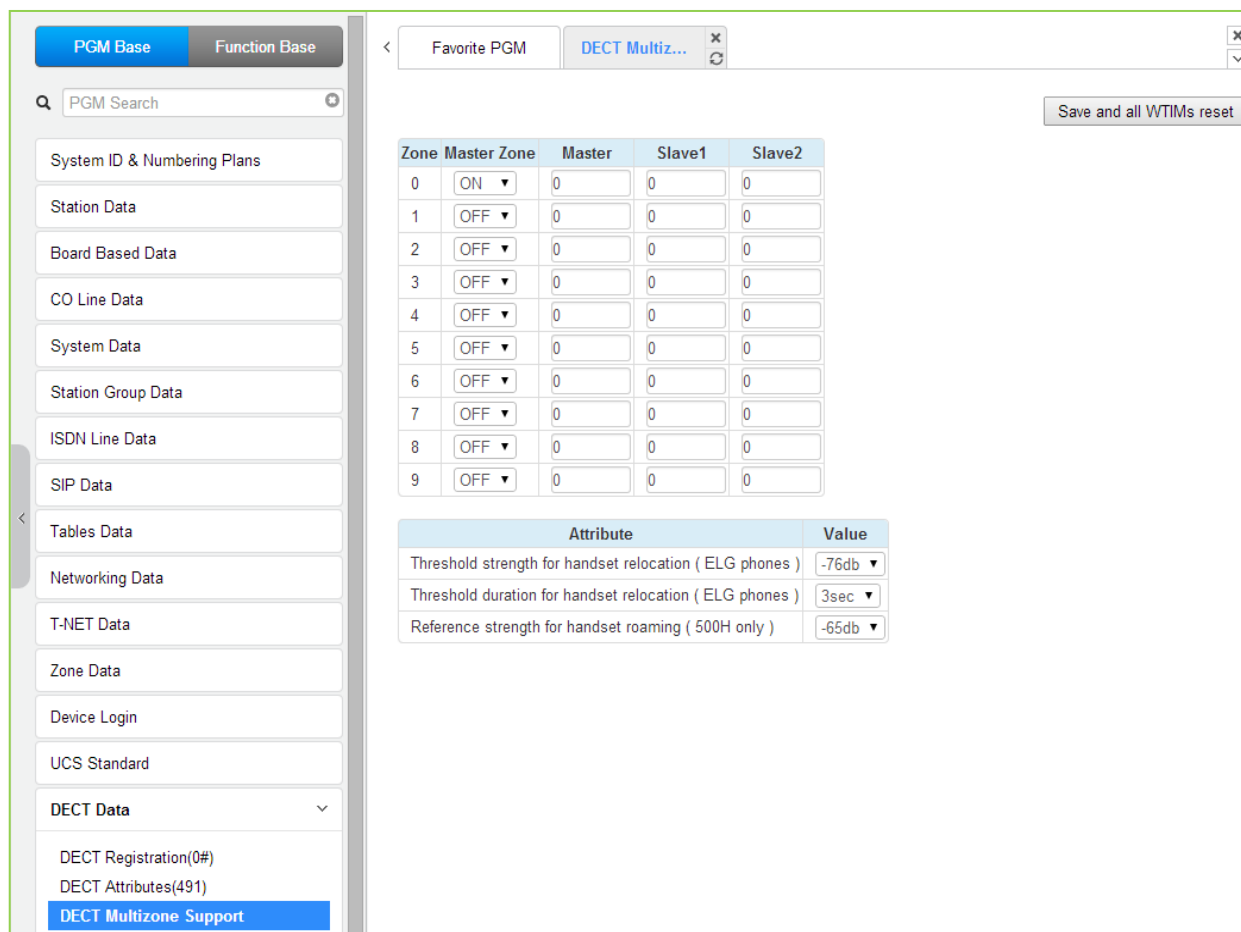 PGM Base Function Base
PGM Search
System ID & Numbering Plans
Station Data
Board Based Data
CO Line Data
System Data
Station Group Data
ISDN Line Data
SIP Data
Tables Data
Networking Data
T-NET Data
Zone Data
Device Login
UCS Standard
DECT Data
DECT Registration(0#)
DECT Attributes(491)
DECT Multizone Support
Favorite PGM DECT Multiz...
Save and all WTIMs reset
Zone Master Zone Master Slave1 Slave2
0 ON 0 0 0
1 OFF 0 0 0
2 OFF 0 0 0
3 OFF 0 0 0
4 OFF 0 0 0
5 OFF 0 0 0
6 OFF 0 0 0
7 OFF 0 0 0
8 OFF 0 0 0
9 OFF 0 0 0
Attribute Value
Threshold strength for handset relocation ( ELG phones ) -76db
Threshold duration for handset relocation ( ELG phones ) 3sec
Reference strength for handset roaming ( 500H only ) -65db